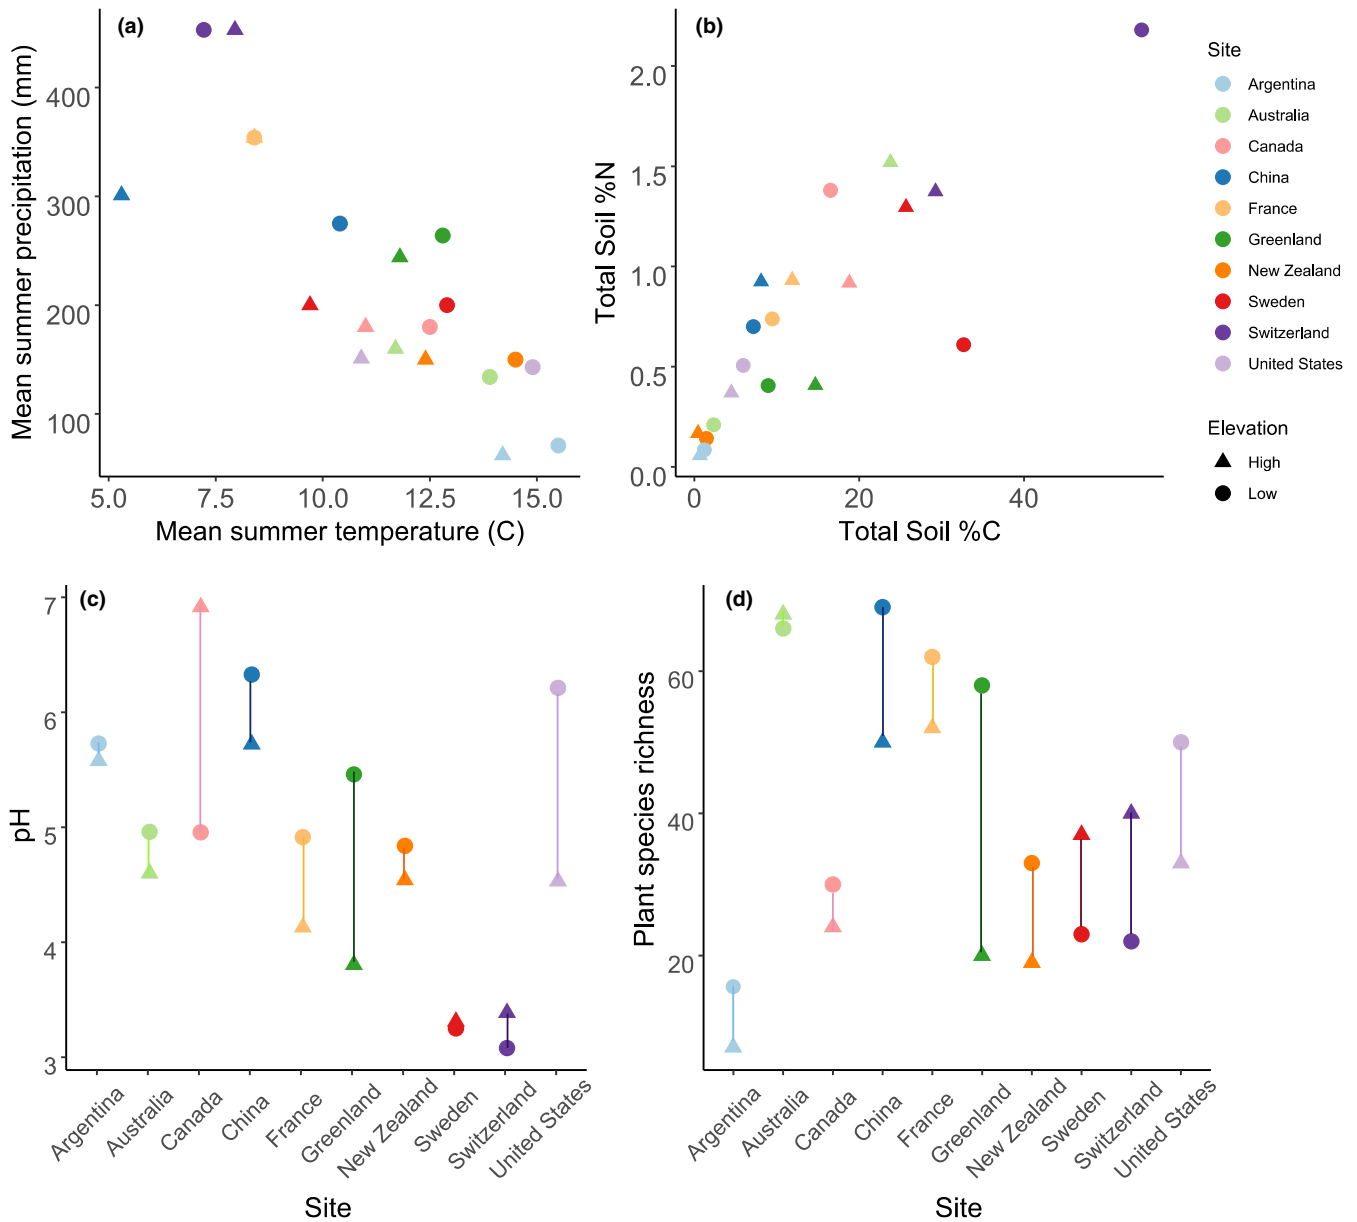 (a)
Mean summer precipitation (mm)
400
300
200
100
5.0 7.5 10.0 12.5 15.0
Mean summer temperature (C)
(b)
Total Soil %N
2.0
1.5
1.0
0.5
0.0
0 20 40
Total Soil %C
Site
Argentina
Australia
Canada
China
France
Greenland
New Zealand
Sweden
Switzerland
United States
Elevation
High
Low
(c)
pH
7
6
5
4
3
Argentina
Australia
Canada
China
France
Greenland
New Zealand
Sweden
Switzerland
United States
Site
(d)
Plant species richness
60
40
20
Argentina
Australia
Canada
China
France
Greenland
New Zealand
Sweden
Switzerland
United States
Site